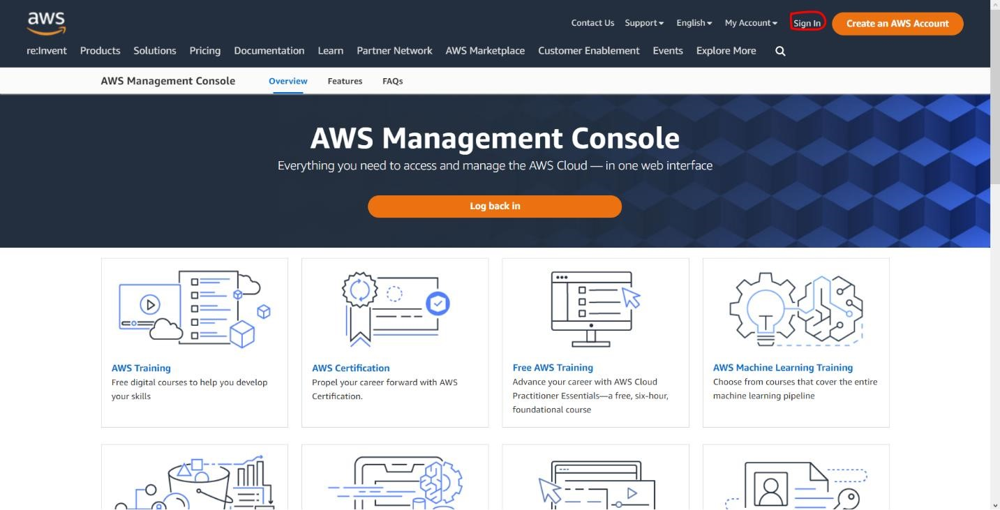 aws
Contact Us Support English My Account Sign In Create an AWS Account
re:Invent Products Solutions Pricing Documentation Learn Partner Network AWS Marketplace Customer Enablement Events Explore More
AWS Management Console Overview Features FAQs
AWS Management Console
Everything you need to access and manage the AWS Cloud — in one web interface
Log back in
AWS Training
Free digital courses to help you develop
your skills
AWS Certification
Propel your career forward with AWS
Certification.
Free AWS Training
Advance your career with AWS Cloud
Practitioner Essentials—a free, six-hour,
foundational course
AWS Machine Learning Training
Choose from courses that cover the entire
machine learning pipeline